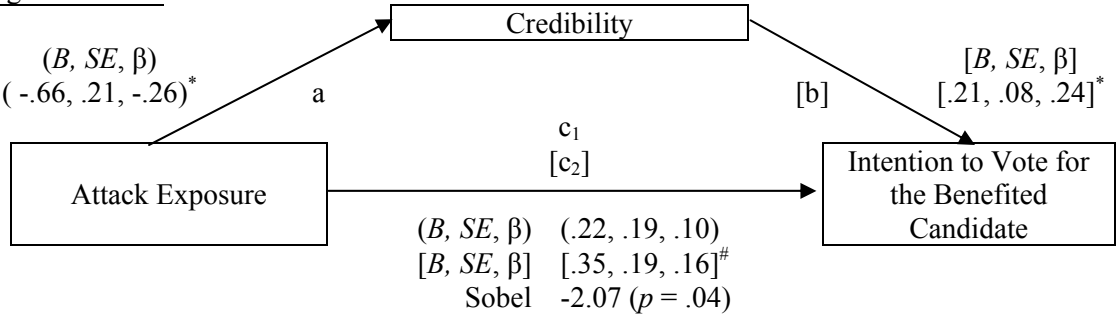 Credibility
(B, SE, β)
( -.66, .21, -.26)*
a
[b]
[B, SE, β]
[.21, .08, .24]*
c₁
[c₂]
Attack Exposure
Intention to Vote for
the Benefited
Candidate
(B, SE, β) (.22, .19, .10)
[B, SE, β] [.35, .19, .16]#
Sobel -2.07 (p = .04)